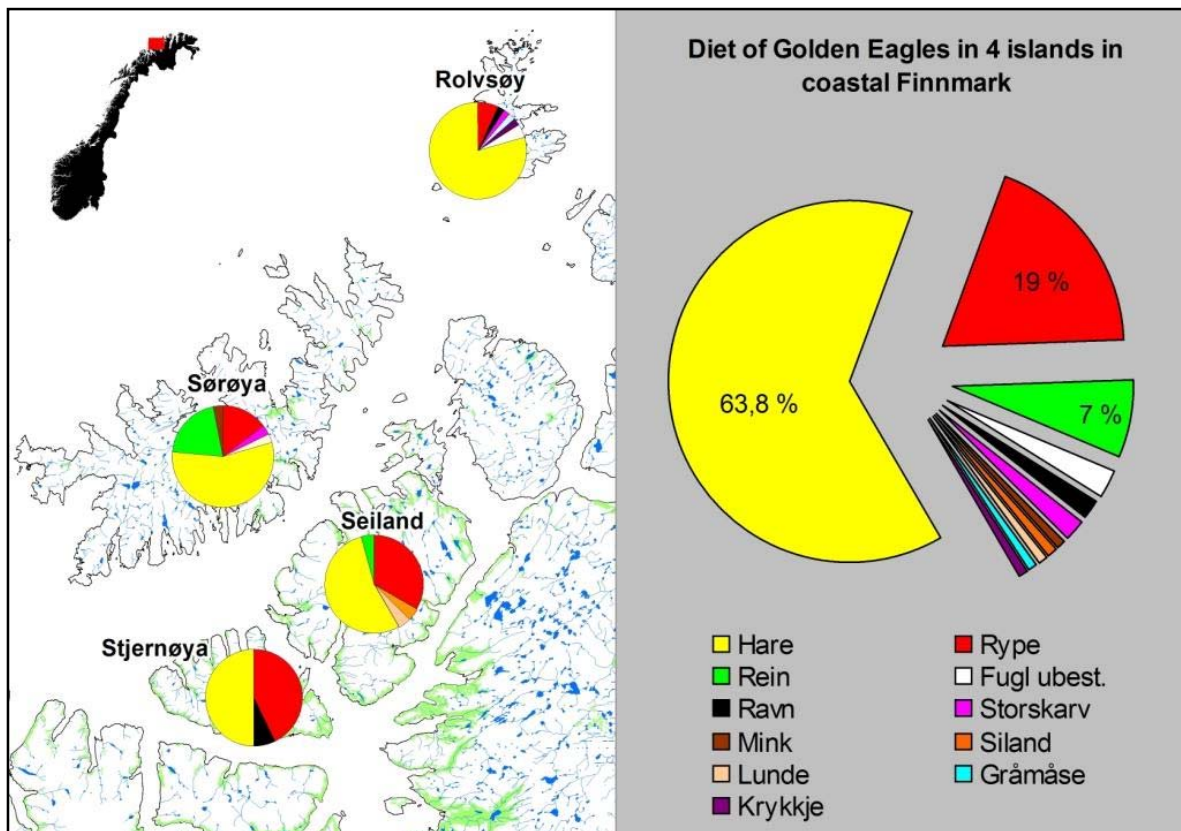 Rolvsøy
Sørøya
Seiland
Stjernøya
Diet of Golden Eagles in 4 islands in
coastal Finnmark
19 %
63,8 %
7 %
Hare
Rype
Rein
Fugl ubest.
Ravn
Storskarv
Mink
Siland
Lunde
Gråmåse
Krykkje